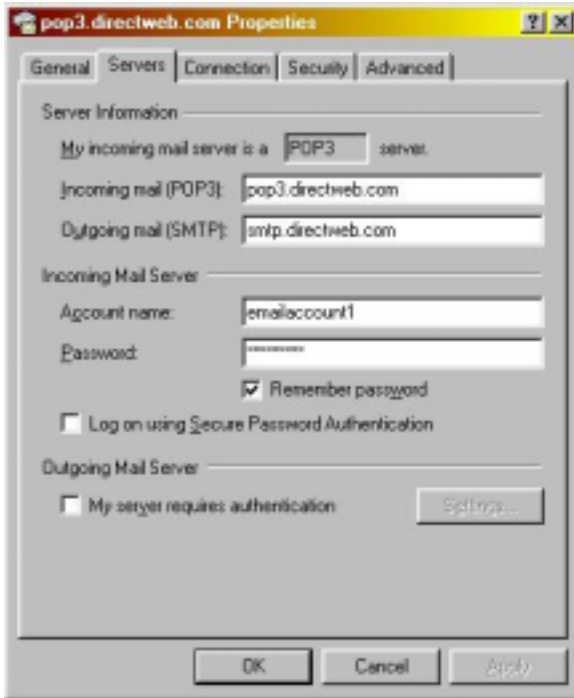 pop3.directweb.com Properties
General Servers Connection Security Advanced
Server Information
My incoming mail server is a POP3 server.
Incoming mail (POP3): pop3.directweb.com
Outgoing mail (SMTP): smtp.directweb.com
Incoming Mail Server
Account name: emailaccount1
Password:
Remember password
Log on using Secure Password Authentication
Outgoing Mail Server
My server requires authentication Settings...
OK Cancel Apply